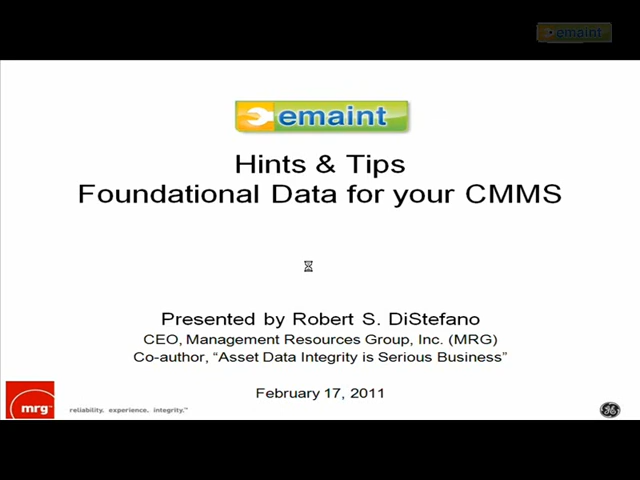 emaint
emaint
Hints & Tips
Foundational Data for your CMMS
Presented by Robert S. DiStefano
CEO, Management Resources Group, Inc. (MRG)
Co-author, “Asset Data Integrity is Serious Business”
February 17, 2011
mrg
reliability. experience. integrity.™